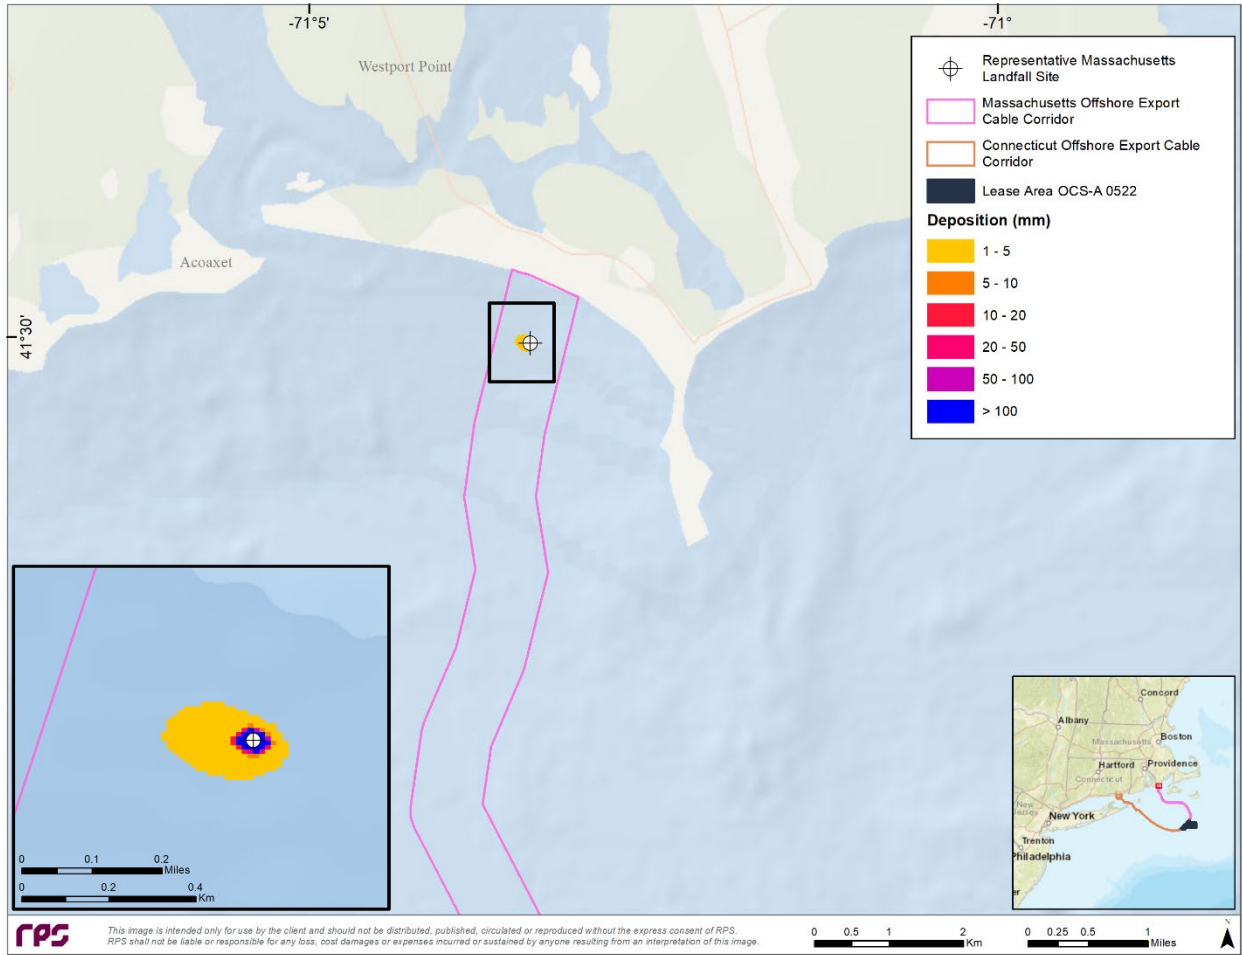 -71°5'
-71°
Westport Point
Acoaxet
41°30'
Representative Massachusetts
Landfall Site
Massachusetts Offshore Export
Cable Corridor
Connecticut Offshore Export Cable
Corridor
Lease Area OCS-A 0522
Deposition (mm)
1 - 5
5 - 10
10 - 20
20 - 50
50 - 100
> 100
0 0.1 0.2
Miles
0 0.2 0.4
Km
Concord
Albany
Massachusetts
Boston
Hartford
Providence
Connecticut
New
New York
Trenton
Philadelphia
er
RPS
This image is intended only for use by the client and should not be distributed, published, circulated or reproduced without the express consent of RPS.
RPS shall not be liable or responsible for any loss, cost damages or expenses incurred or sustained by anyone resulting from an interpretation of this image.
0 0.5 1 2
Km
0 0.25 0.5 1
Miles
N